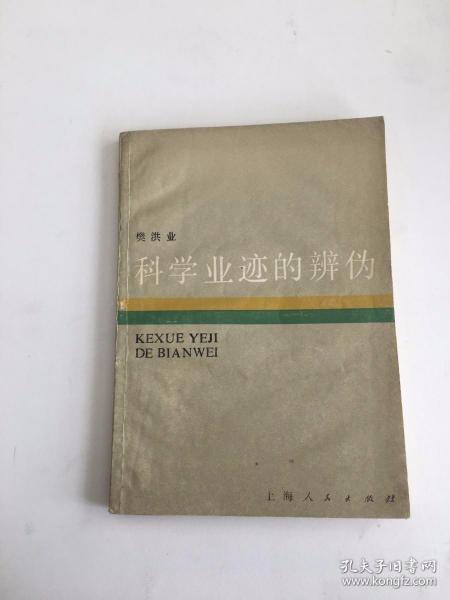 樊洪业
科学业迹的辨伪
KEXUE YEJI
DE BIANWEI
上海人民出版社
孔夫子旧书网
www.kongfz.com